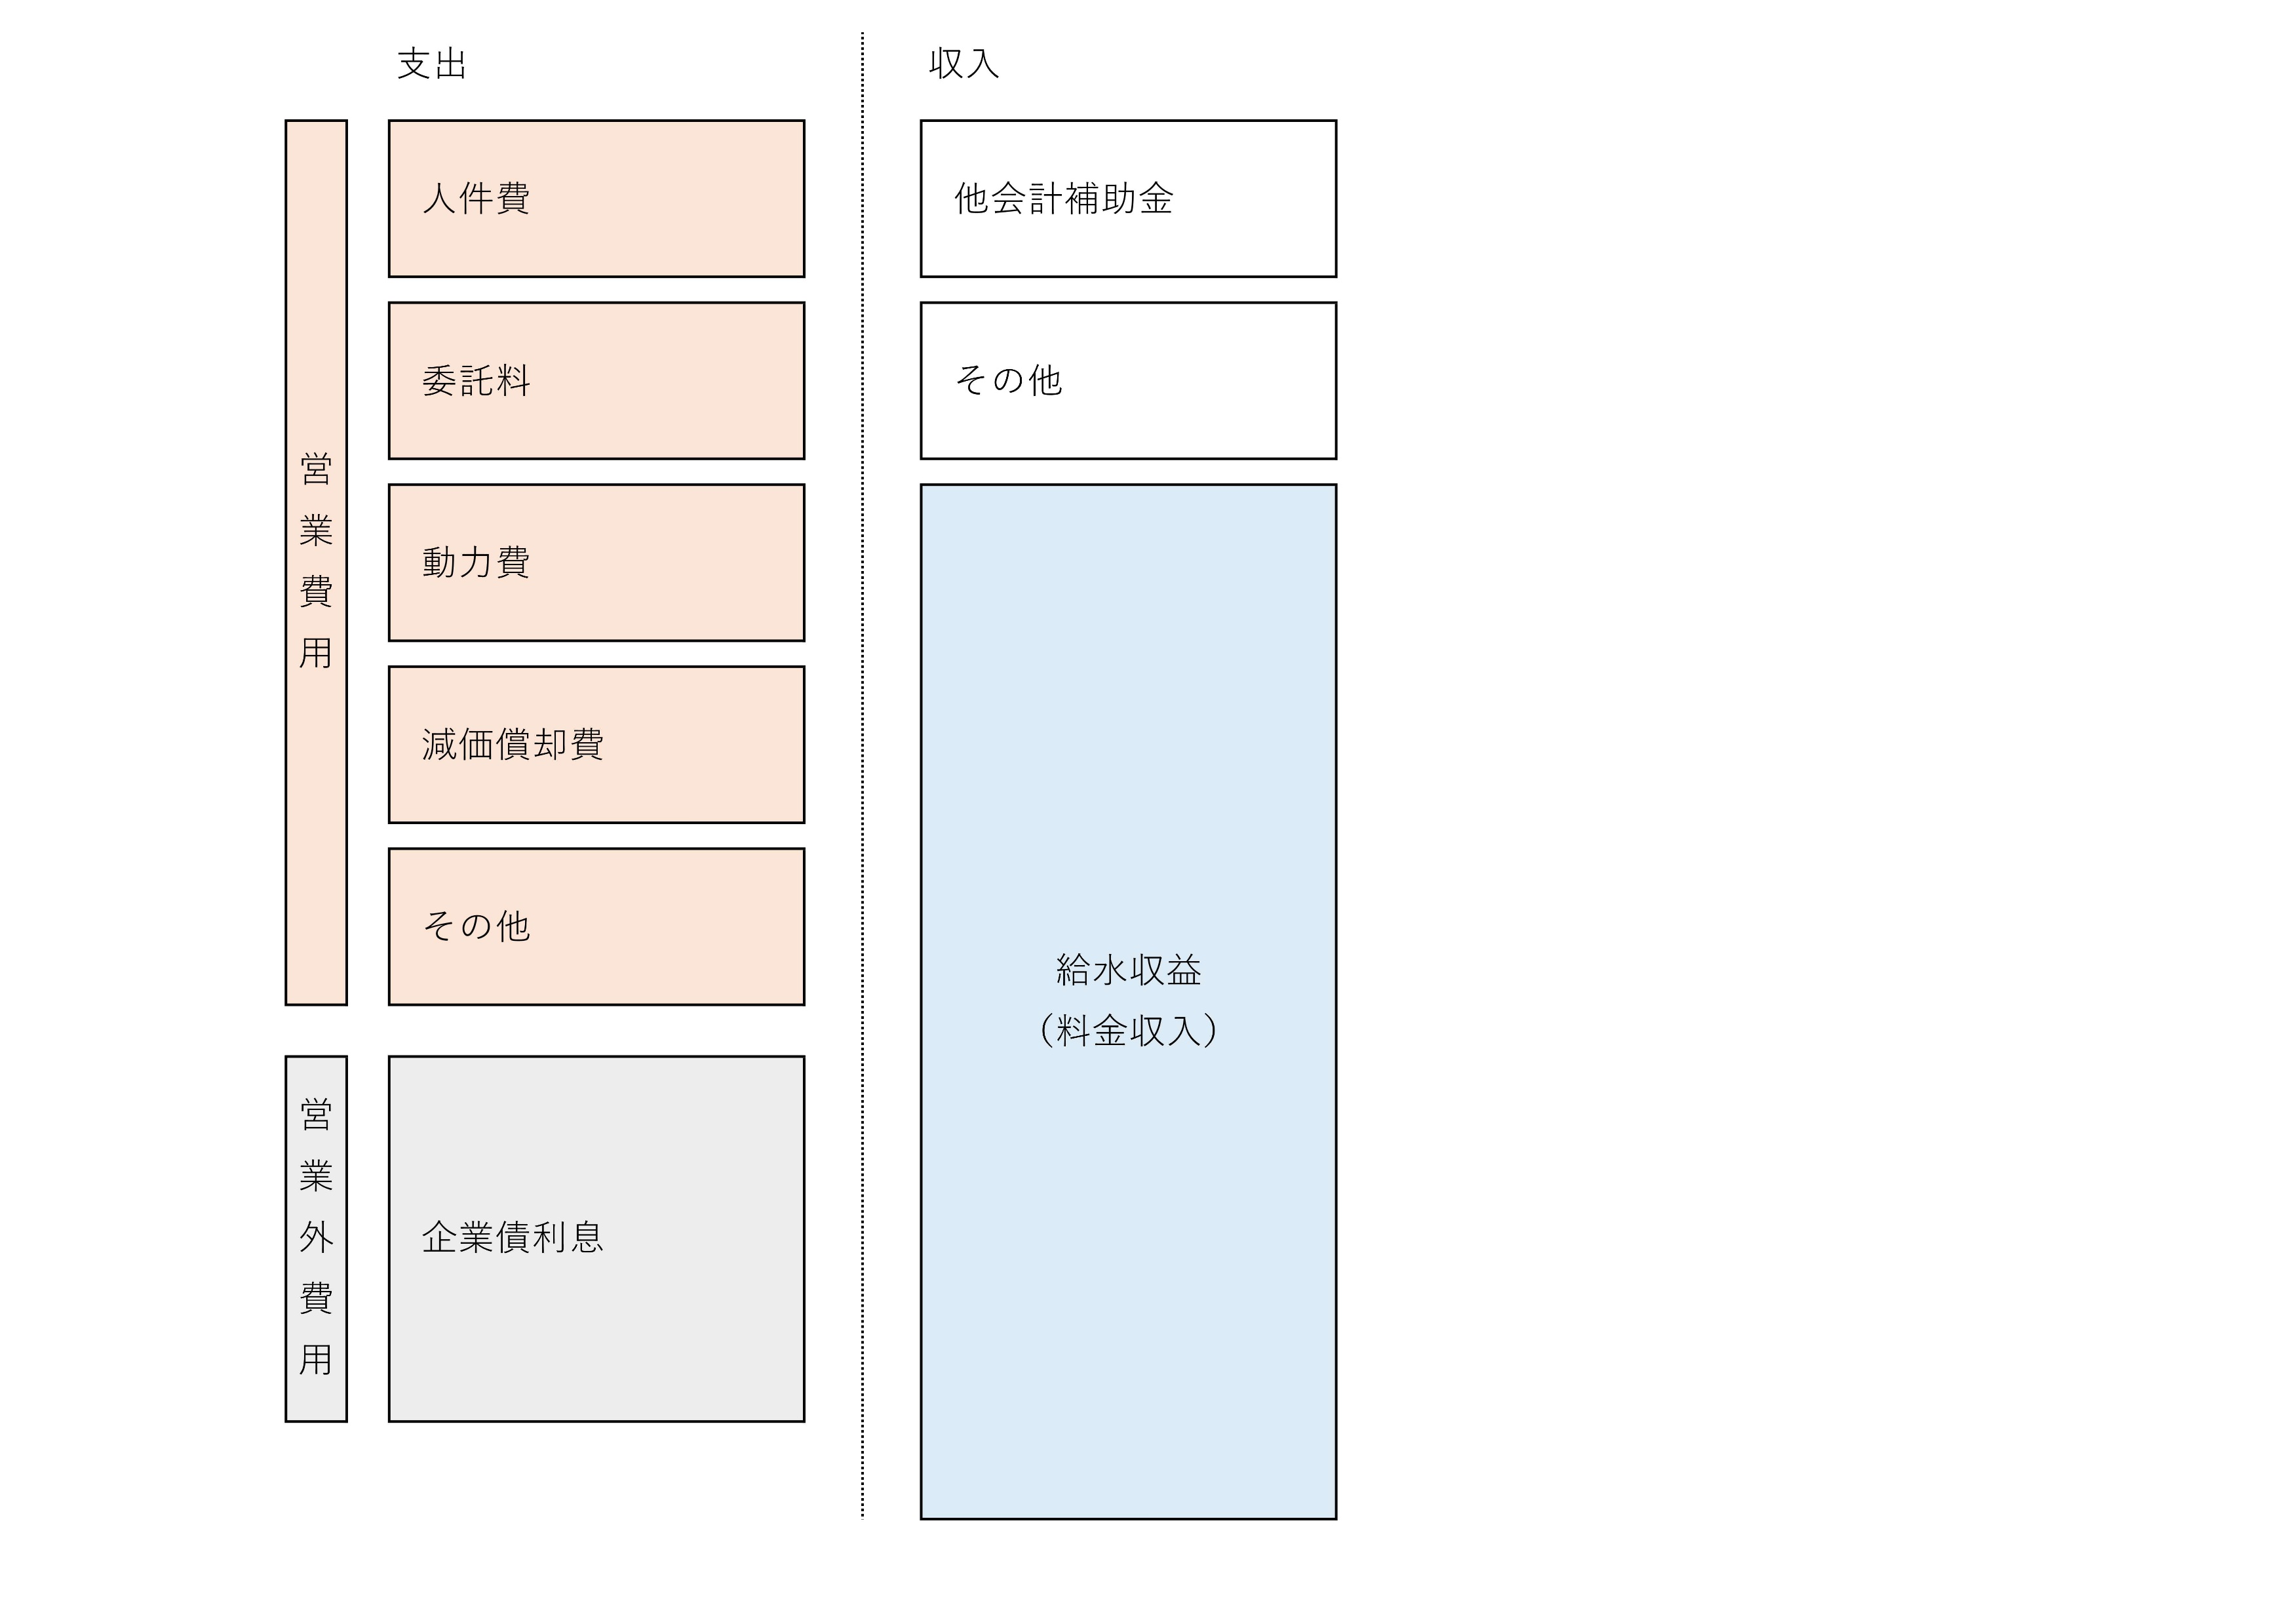 支出
営業費用
人件費
委託料
動力費
減価償却費
その他
営業外費用
企業債利息
収入
他会計補助金
その他
給水収益
（料金収入）